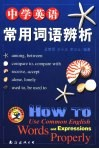 中学英语
常用词语辨析
among, between
compare to, compare with
receive, accept
alone, lonely
used to, be used to
HOW TO
Use Common English
Words and Expressions
Properly